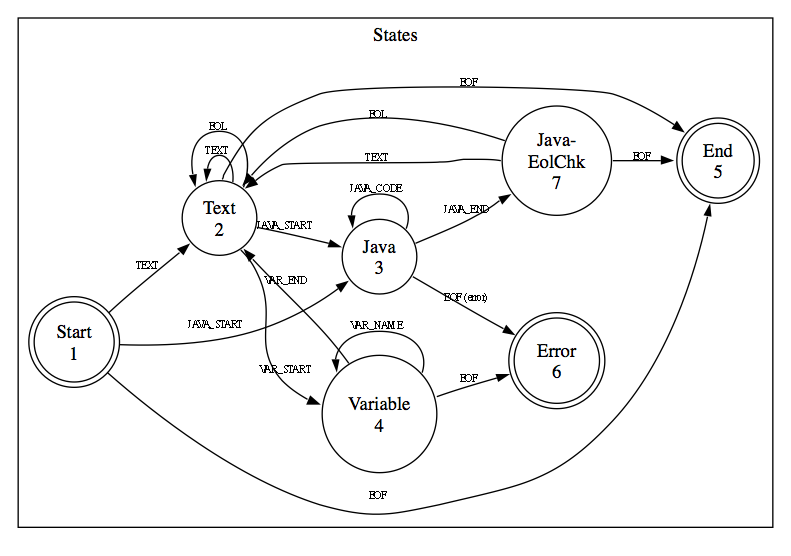 States
EOF
EOL
EOL
TEXT
TEXT
Java-
EolChk
7
EOF
End
5
Text
2
JAVA_CODE
JAVA_END
JAVA_START
Java
3
TEXT
VAR_END
EOF (error)
Start
1
JAVA_START
VAR_NAME
Error
6
VAR_START
EOF
Variable
4
EOF